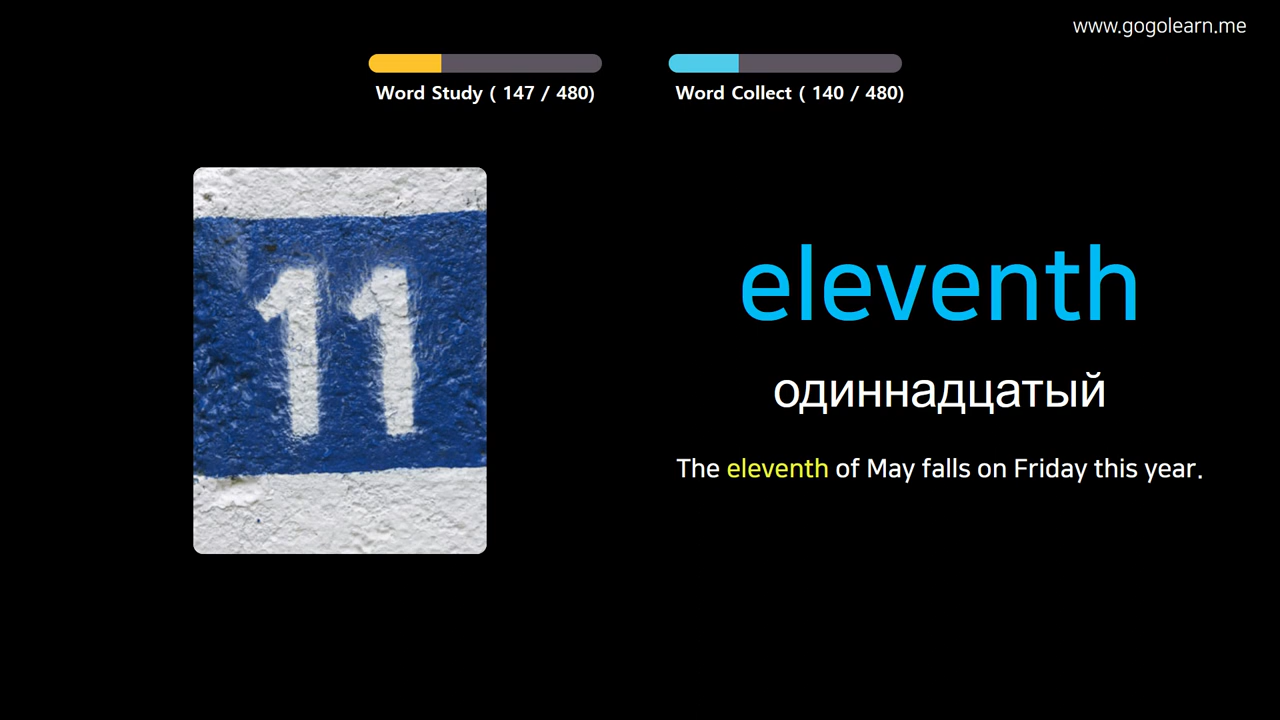 www.gogolearn.me
Word Study ( 147 / 480)
Word Collect ( 140 / 480)
11
eleventh
одиннадцатый
The eleventh of May falls on Friday this year.